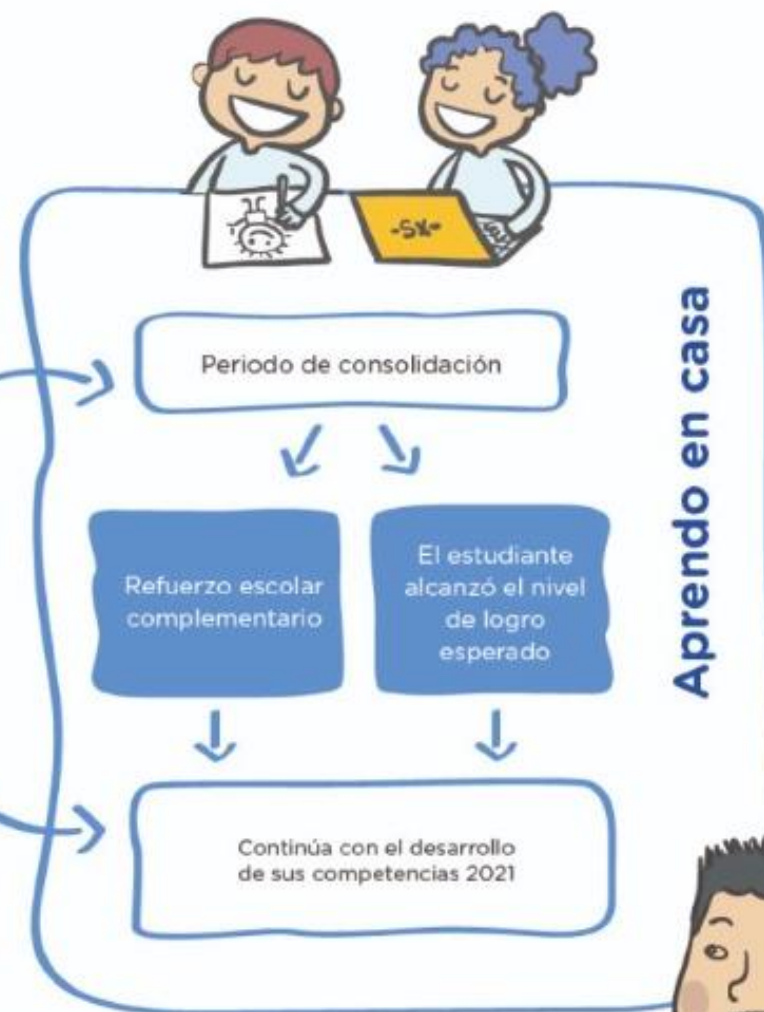 Periodo de consolidación
Refuerzo escolar
complementario
El estudiante
alcanzó el nivel
de logro
esperado
Continúa con el desarrollo
de sus competencias 2021
Aprendo en casa